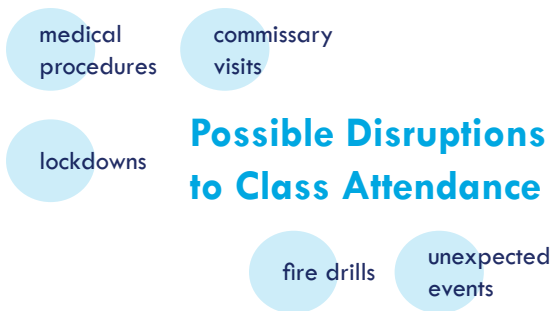 medical
procedures
commissary
visits
Possible Disruptions
to Class Attendance
lockdowns
fire drills
unexpected
events